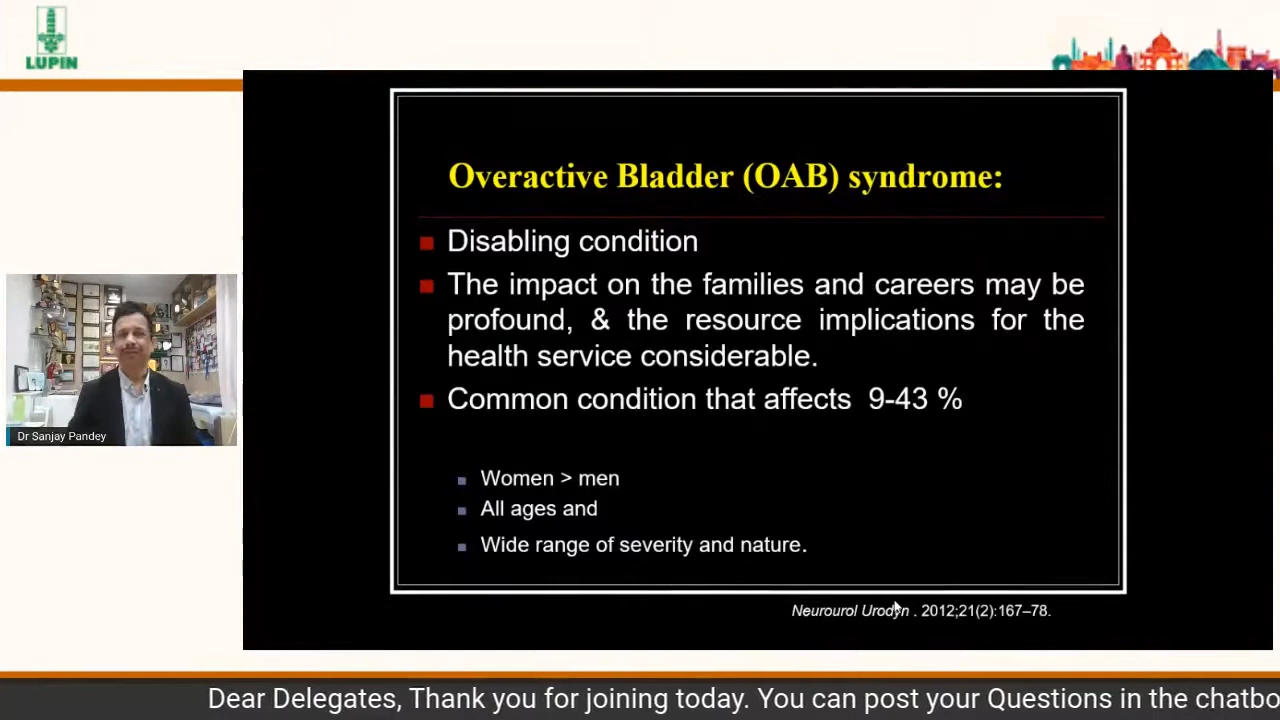 LUPIN
Overactive Bladder (OAB) syndrome:
Disabling condition
The impact on the families and careers may be
profound, & the resource implications for the
health service considerable.
Common condition that affects 9-43 %
Women > men
All ages and
Wide range of severity and nature.
Dr Sanjay Pandey
Neurourol Urodyn . 2012;21(2):167–78.
Dear Delegates, Thank you for joining today. You can post your Questions in the chatbo